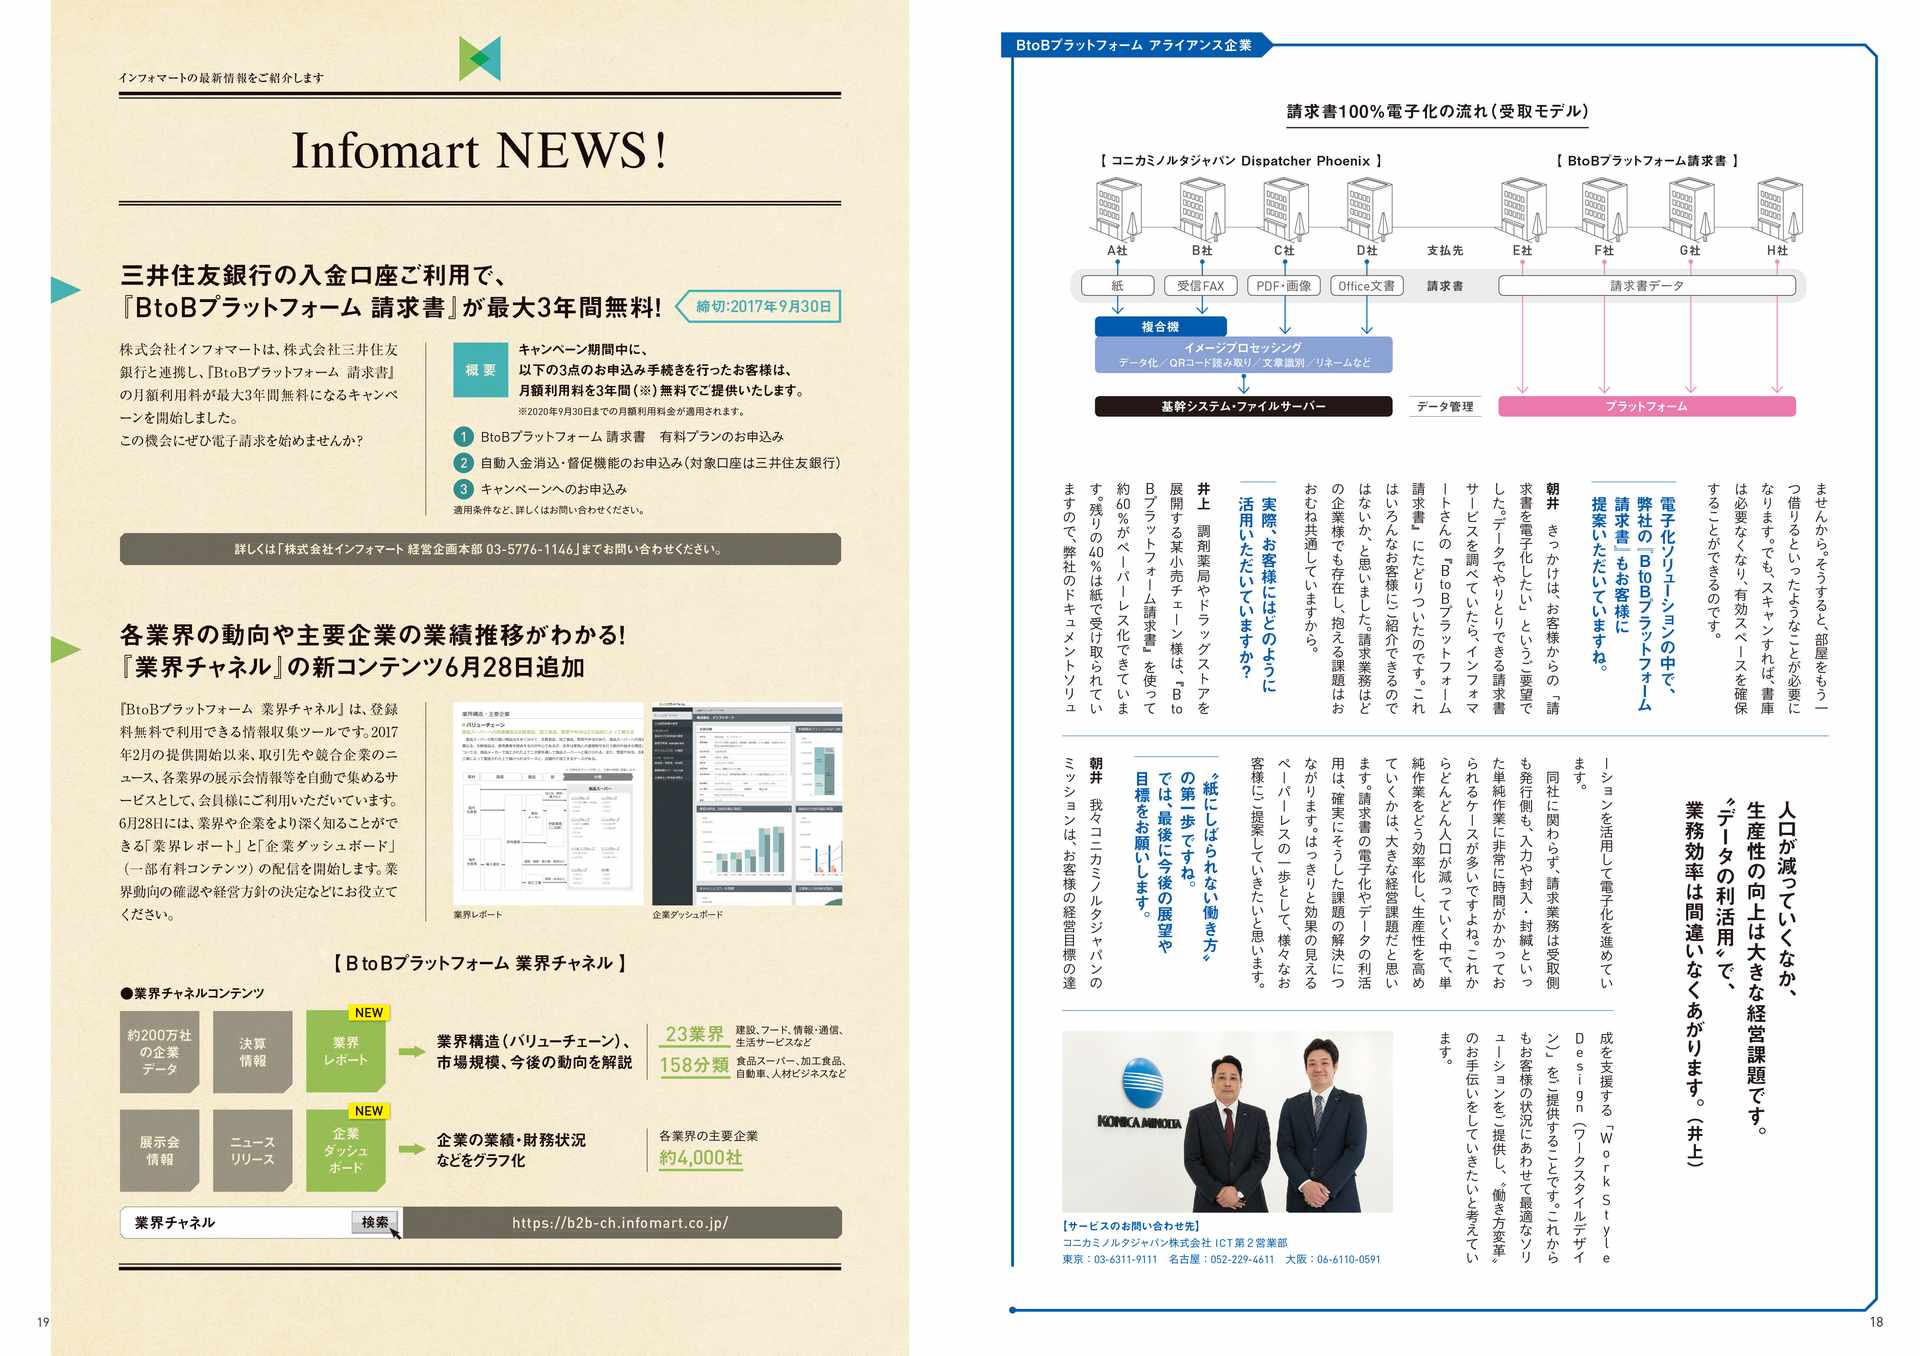 BtoBプラットフォーム アライアンス企業
請求書100%電子化の流れ(受取モデル)
【 コニカミノルタジャパン Dispatcher Phoenix 】
【 BtoBプラットフォーム請求書 】
A社
B社
C社
D社
支払先
E社
F社
G社
H社
紙
受信FAX
PDF・画像
Office文書
請求書
請求書データ
複合機
イメージプロセッシング
データ化／QRコード読み取り／文章識別／リネームなど
基幹システム・ファイルサーバー
データ管理
プラットフォーム
ませんから。そうすると、部屋をもう一
つ借りるといったようなことが必要に
なります。でも、スキャンすれば、書庫
は必要なくなり、有効スペースを確保
することができるのです。
電子化ソリューションの中で、
弊社の『BtoBプラットフォーム
請求書』もお客様に
提案いただいていますね。
朝井 きっかけは、お客様からの「請
求書を電子化したい」というご要望で
した。データでやりとりできる請求書
サービスを調べていたら、インフォマ
ートさんの『BtoBプラットフォーム
請求書』にたどりついたのです。これ
はいろんなお客様にご紹介できるので
はないか、と思いました。請求業務はど
の企業様でも存在し、抱える課題はお
おむね共通していますから。
実際、お客様にはどのように
活用いただいていますか？
井上 調剤薬局やドラッグストアを
展開する某小売チェーン様は、『Bto
Bプラットフォーム請求書』を使って
約60％がペーパーレス化できていま
す。残りの40％は紙で受け取られてい
ますので、弊社のドキュメントソリュ
ーションを活用して電子化を進めてい
ます。
同社に関わらず、請求業務は受取側
も発行側も、入力や封入・封緘といっ
た単純作業に非常に時間がかかってお
られるケースが多いですよね。これか
らどんどん人口が減っていく中で、単
純作業をどう効率化し、生産性を高め
ていくかは、大きな経営課題だと思い
ます。請求書の電子化やデータの利活
用は、確実にそうした課題の解決につ
ながります。はっきりと効果の見える
ペーパーレスの一歩として、様々なお
客様にご提案していきたいと思います。
〝紙にしばられない働き方〟
の第一歩ですね。
では、最後に今後の展望や
目標をお願いします。
朝井 我々コニカミノルタジャパンの
ミッションは、お客様の経営目標の達
成を支援する「Work Style
Design（ワークスタイルデザイ
ン）」をご提供することです。これから
もお客様の状況にあわせて最適なソリ
ューションをご提供し、〝働き方変革〟
のお手伝いをしていきたいと考えてい
ます。
人口が減っていくなか、
生産性の向上は大きな経営課題です。
〝データの利活用〟で、
業務効率は間違いなくあがります。（井上）
KONICA MINOLTA
【サービスのお問い合わせ先】
コニカミノルタジャパン株式会社 ICT第2営業部
東京：03-6311-9111 名古屋：052-229-4611 大阪：06-6110-0591
18
インフォマートの最新情報をご紹介します
Infomart NEWS!
三井住友銀行の入金口座ご利用で、
『BtoBプラットフォーム 請求書』が最大3年間無料!
締切:2017年9月30日
株式会社インフォマートは、株式会社三井住友
銀行と連携し、『BtoBプラットフォーム 請求書』
の月額利用料が最大3年間無料になるキャンペ
ーンを開始しました。
この機会にぜひ電子請求を始めませんか?
概要
キャンペーン期間中に、
以下の3点のお申込み手続きを行ったお客様は、
月額利用料を3年間(※)無料でご提供いたします。
※2020年9月30日までの月額利用料金が適用されます。
1 BtoBプラットフォーム 請求書 有料プランのお申込み
2 自動入金消込・督促機能のお申込み(対象口座は三井住友銀行)
3 キャンペーンへのお申込み
適用条件など、詳しくはお問い合わせください。
詳しくは「株式会社インフォマート 経営企画本部 03-5776-1146」までお問い合わせください。
各業界の動向や主要企業の業績推移がわかる!
『業界チャネル』の新コンテンツ6月28日追加
『BtoBプラットフォーム 業界チャネル』は、登録
料無料で利用できる情報収集ツールです。2017
年2月の提供開始以来、取引先や競合企業のニ
ュース、各業界の展示会情報等を自動で集めるサ
ービスとして、会員様にご利用いただいています。
6月28日には、業界や企業をより深く知ることがで
きる「業界レポート」と「企業ダッシュボード」
（一部有料コンテンツ）の配信を開始します。業
界動向の確認や経営方針の決定などにお役立て
ください。
業界構造・主要企業
バリューチェーン
業界レポート
企業ダッシュボード
【 BtoBプラットフォーム 業界チャネル 】
●業界チャネルコンテンツ
約200万社
の企業
データ
決算
情報
NEW
業界
レポート
業界構造(バリューチェーン)、
市場規模、今後の動向を解説
23業界
建設、フード、情報・通信、
生活サービスなど
158分類
食品スーパー、加工食品、
自動車、人材ビジネスなど
展示会
情報
ニュース
リリース
NEW
企業
ダッシュ
ボード
企業の業績・財務状況
などをグラフ化
各業界の主要企業
約4,000社
業界チャネル
検索
https://b2b-ch.infomart.co.jp/
19